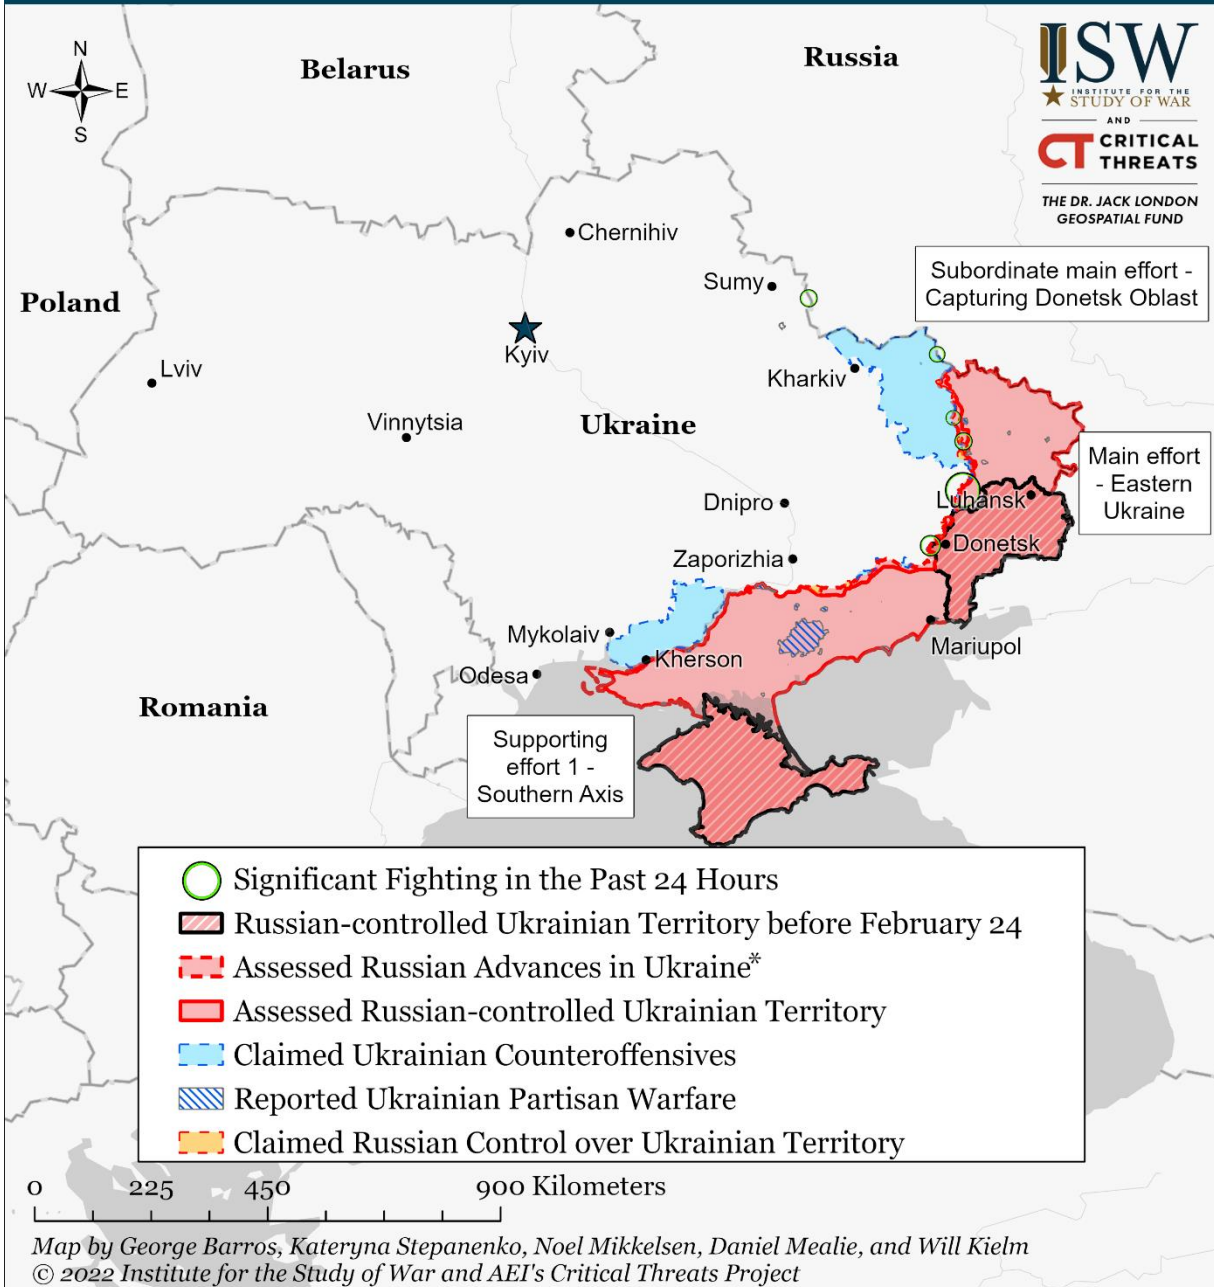 N
W E
S
Belarus
Russia
ISW
INSTITUTE FOR THE
STUDY OF WAR
AND
CT CRITICAL
THREATS
THE DR. JACK LONDON
GEOSPATIAL FUND
Chernihiv
Subordinate main effort -
Capturing Donetsk Oblast
Sumy
Poland
Kyiv
Lviv
Kharkiv
Vinnytsia
Ukraine
Main effort
- Eastern
Ukraine
Dnipro
Luhansk
Donetsk
Zaporizhia
Mykolaiv
Mariupol
Kherson
Odesa
Romania
Supporting
effort 1 -
Southern Axis
Significant Fighting in the Past 24 Hours
Russian-controlled Ukrainian Territory before February 24
Assessed Russian Advances in Ukraine*
Assessed Russian-controlled Ukrainian Territory
Claimed Ukrainian Counteroffensives
Reported Ukrainian Partisan Warfare
Claimed Russian Control over Ukrainian Territory
0 225 450 900 Kilometers
Map by George Barros, Kateryna Stepanenko, Noel Mikkelsen, Daniel Mealie, and Will Kielm
© 2022 Institute for the Study of War and AEI's Critical Threats Project